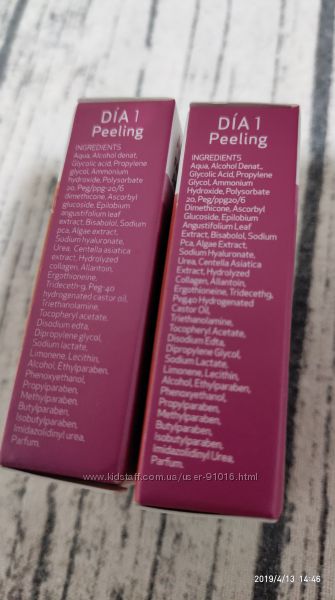 DÍA 1
Peeling
INGREDIENTS
Aqua, Alcohol denat.,
Glycolic acid, Propylene
glycol, Ammonium
hydroxide, Polysorbate
20, Peg/ppg-20/6
dimethicone, Ascorbyl
glucoside, Epilobium
angustifolium leaf
extract, Bisabolol, Sodium
pca, Algae extract,
Sodium hyaluronate,
Urea, Centella asiatica
extract, Hydrolyzed
collagen, Allantoin,
Ergothioneine,
Trideceth9, Peg-40
hydrogenated castor oil,
Triethanolamine,
Tocopheryl acetate,
Disodium edta,
Dipropylene glycol,
Sodium lactate,
Limonene, Lecithin,
Alcohol, Ethylparaben,
Phenoxyethanol,
Propylparaben,
Methylparaben,
Butylparaben,
Isobutylparaben,
Imidazolidinyl urea,
Parfum.
DÍA 1
Peeling
INGREDIENTS
Aqua, Alcohol Denat.,
Glycolic Acid, Propylene
Glycol, Ammonium
Hydroxide, Polysorbate
20, Peg/ppg20/6
Dimethicone, Ascorbyl
Glucoside, Epilobium
Angustifolium Leaf
Extract, Bisabolol, Sodium
Pca, Algae Extract,
Sodium Hyaluronate,
Urea, Centella Asiatica
Extract, Hydrolyzed
Collagen, Allantoin,
Ergothioneine, Trideceth9,
Peg40 Hydrogenated
Castor Oil,
Triethanolamine,
Tocopheryl Acetate,
Disodium Edta,
Dipropylene Glycol,
Sodium Lactate,
Limonene, Lecithin,
Alcohol, Ethylparaben,
Phenoxyethanol,
Propylparaben,
Methylparaben,
Butylparaben,
Isobutylparaben,
Imidazolidinyl Urea,
Parfum.
www.kidstaff.com.ua/user-91016.html
2019/4/13 14:46